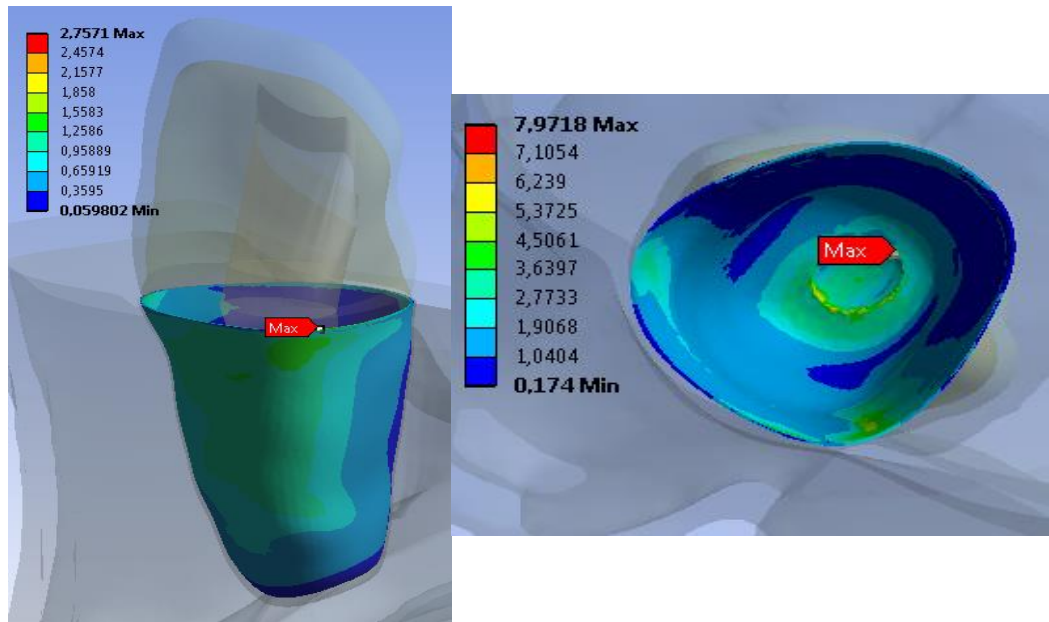 2,7571 Max
2,4574
2,1577
1,858
1,5583
1,2586
0,95889
0,65919
0,3595
0,059802 Min
Max
7,9718 Max
7,1054
6,239
5,3725
4,5061
3,6397
2,7733
1,9068
1,0404
0,174 Min
Max